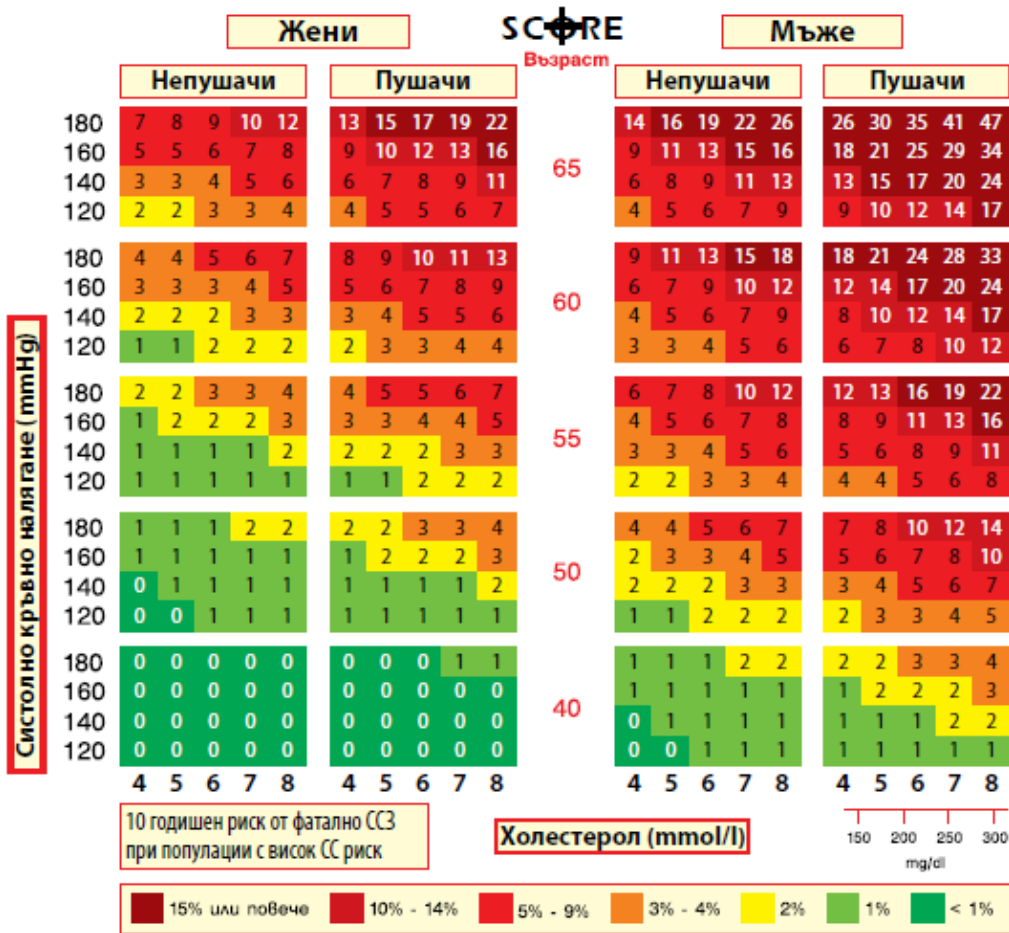 Жени SCORE Мъже
Възраст
Непушачи Пушачи Непушачи Пушачи
180 7 8 9 10 12 13 15 17 19 22 14 16 19 22 26 26 30 35 41 47
160 5 5 6 7 8 9 10 12 13 16 9 11 13 15 16 18 21 25 29 34
65
140 3 3 4 5 6 6 7 8 9 11 6 8 9 11 13 13 15 17 20 24
120 2 2 3 3 4 4 5 5 6 7 4 5 6 7 9 9 10 12 14 17
180 4 4 5 6 7 8 9 10 11 13 9 11 13 15 18 18 21 24 28 33
160 3 3 3 4 5 5 6 7 8 9 6 7 9 10 12 12 14 17 20 24
60
140 2 2 2 3 3 3 4 5 5 6 4 5 6 7 9 8 10 12 14 17
120 1 1 2 2 2 2 3 3 4 4 3 3 4 5 6 6 7 8 10 12
180 2 2 3 3 4 4 5 5 6 7 6 7 8 10 12 12 13 16 19 22
160 1 2 2 2 3 3 3 4 4 5 4 5 6 7 8 8 9 11 13 16
55
140 1 1 1 1 2 2 2 2 3 3 3 3 4 5 6 5 6 8 9 11
120 1 1 1 1 1 1 1 2 2 2 2 2 3 3 4 4 4 5 6 8
180 1 1 1 2 2 2 2 3 3 4 4 4 5 6 7 7 8 10 12 14
160 1 1 1 1 1 1 2 2 2 3 2 3 3 4 5 5 6 7 8 10
50
140 0 1 1 1 1 1 1 1 1 2 2 2 2 3 3 3 4 5 6 7
120 0 0 1 1 1 1 1 1 1 1 1 1 2 2 2 2 3 3 4 5
180 0 0 0 0 0 0 0 0 1 1 1 1 1 2 2 2 2 3 3 4
160 0 0 0 0 0 0 0 0 0 0 1 1 1 1 1 1 2 2 2 3
40
140 0 0 0 0 0 0 0 0 0 0 0 1 1 1 1 1 1 1 2 2
120 0 0 0 0 0 0 0 0 0 0 0 0 1 1 1 1 1 1 1 1
4 5 6 7 8 4 5 6 7 8 4 5 6 7 8 4 5 6 7 8
Систолно кръвно налягане (mmHg)
10 годишен риск от фатално ССЗ
при популации с висок СС риск
Холестерол (mmol/l)
150 200 250 300
mg/dl
15% или повече 10% - 14% 5% - 9% 3% - 4% 2% 1% < 1%